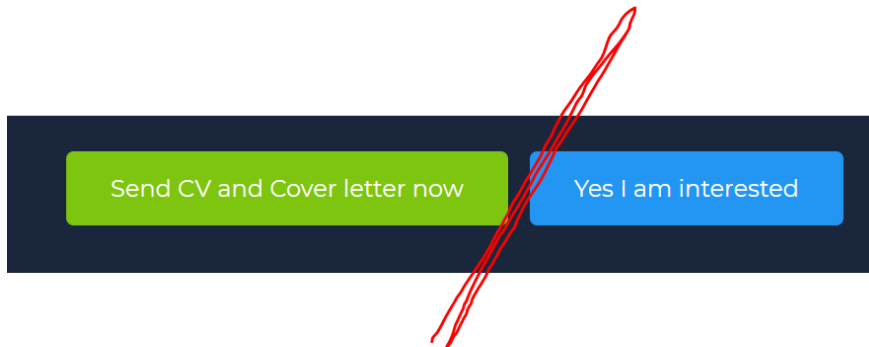 Send CV and Cover letter now
Yes I am interested